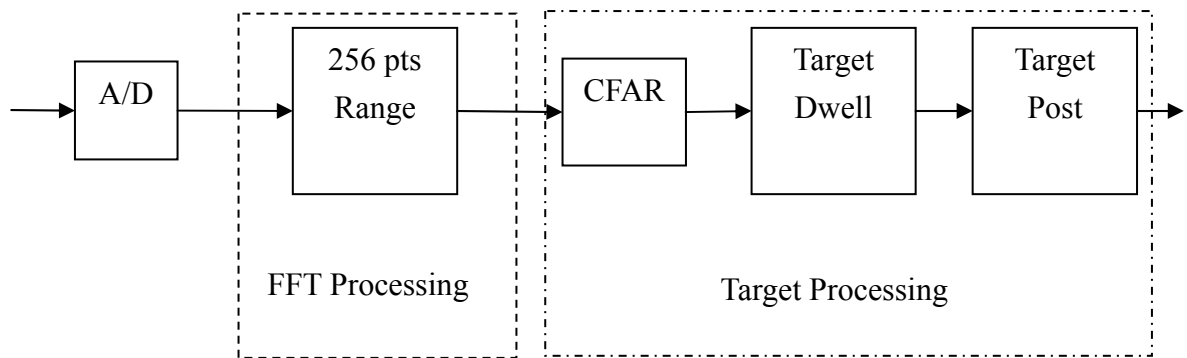 A/D
256 pts
Range
CFAR
Target
Dwell
Target
Post
FFT Processing
Target Processing